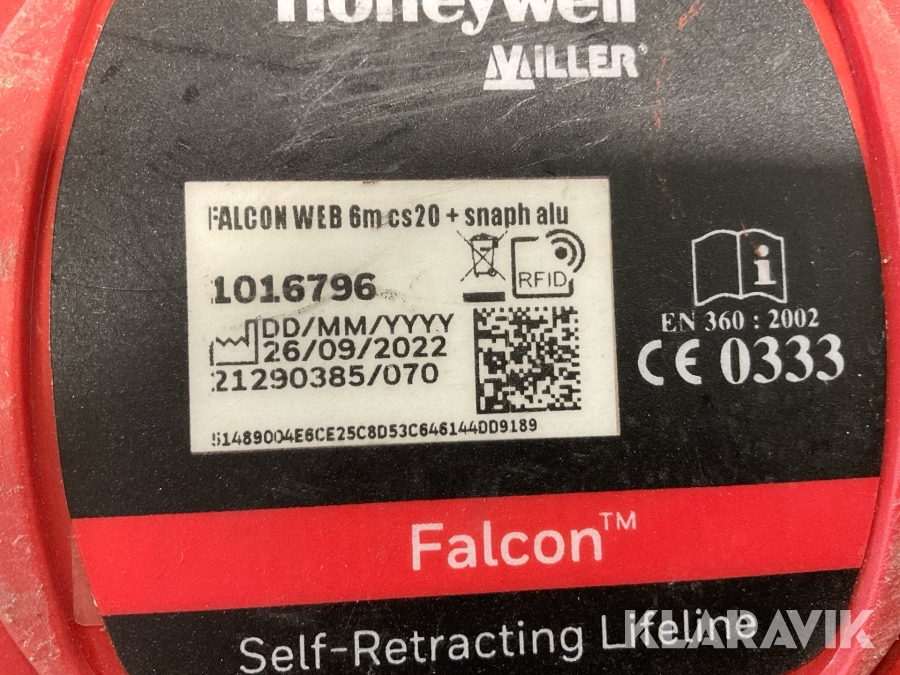 honeywell
MILLER®
FALCON WEB 6m cs20 + snaph alu
1016796
RFID
DD/MM/YYYY
26/09/2022
21290385/070
51489004E6CE25C8D53C646144DD9189
i
EN 360 : 2002
CE 0333
Falcon™
Self-Retracting Lifeline
KLARAVIK